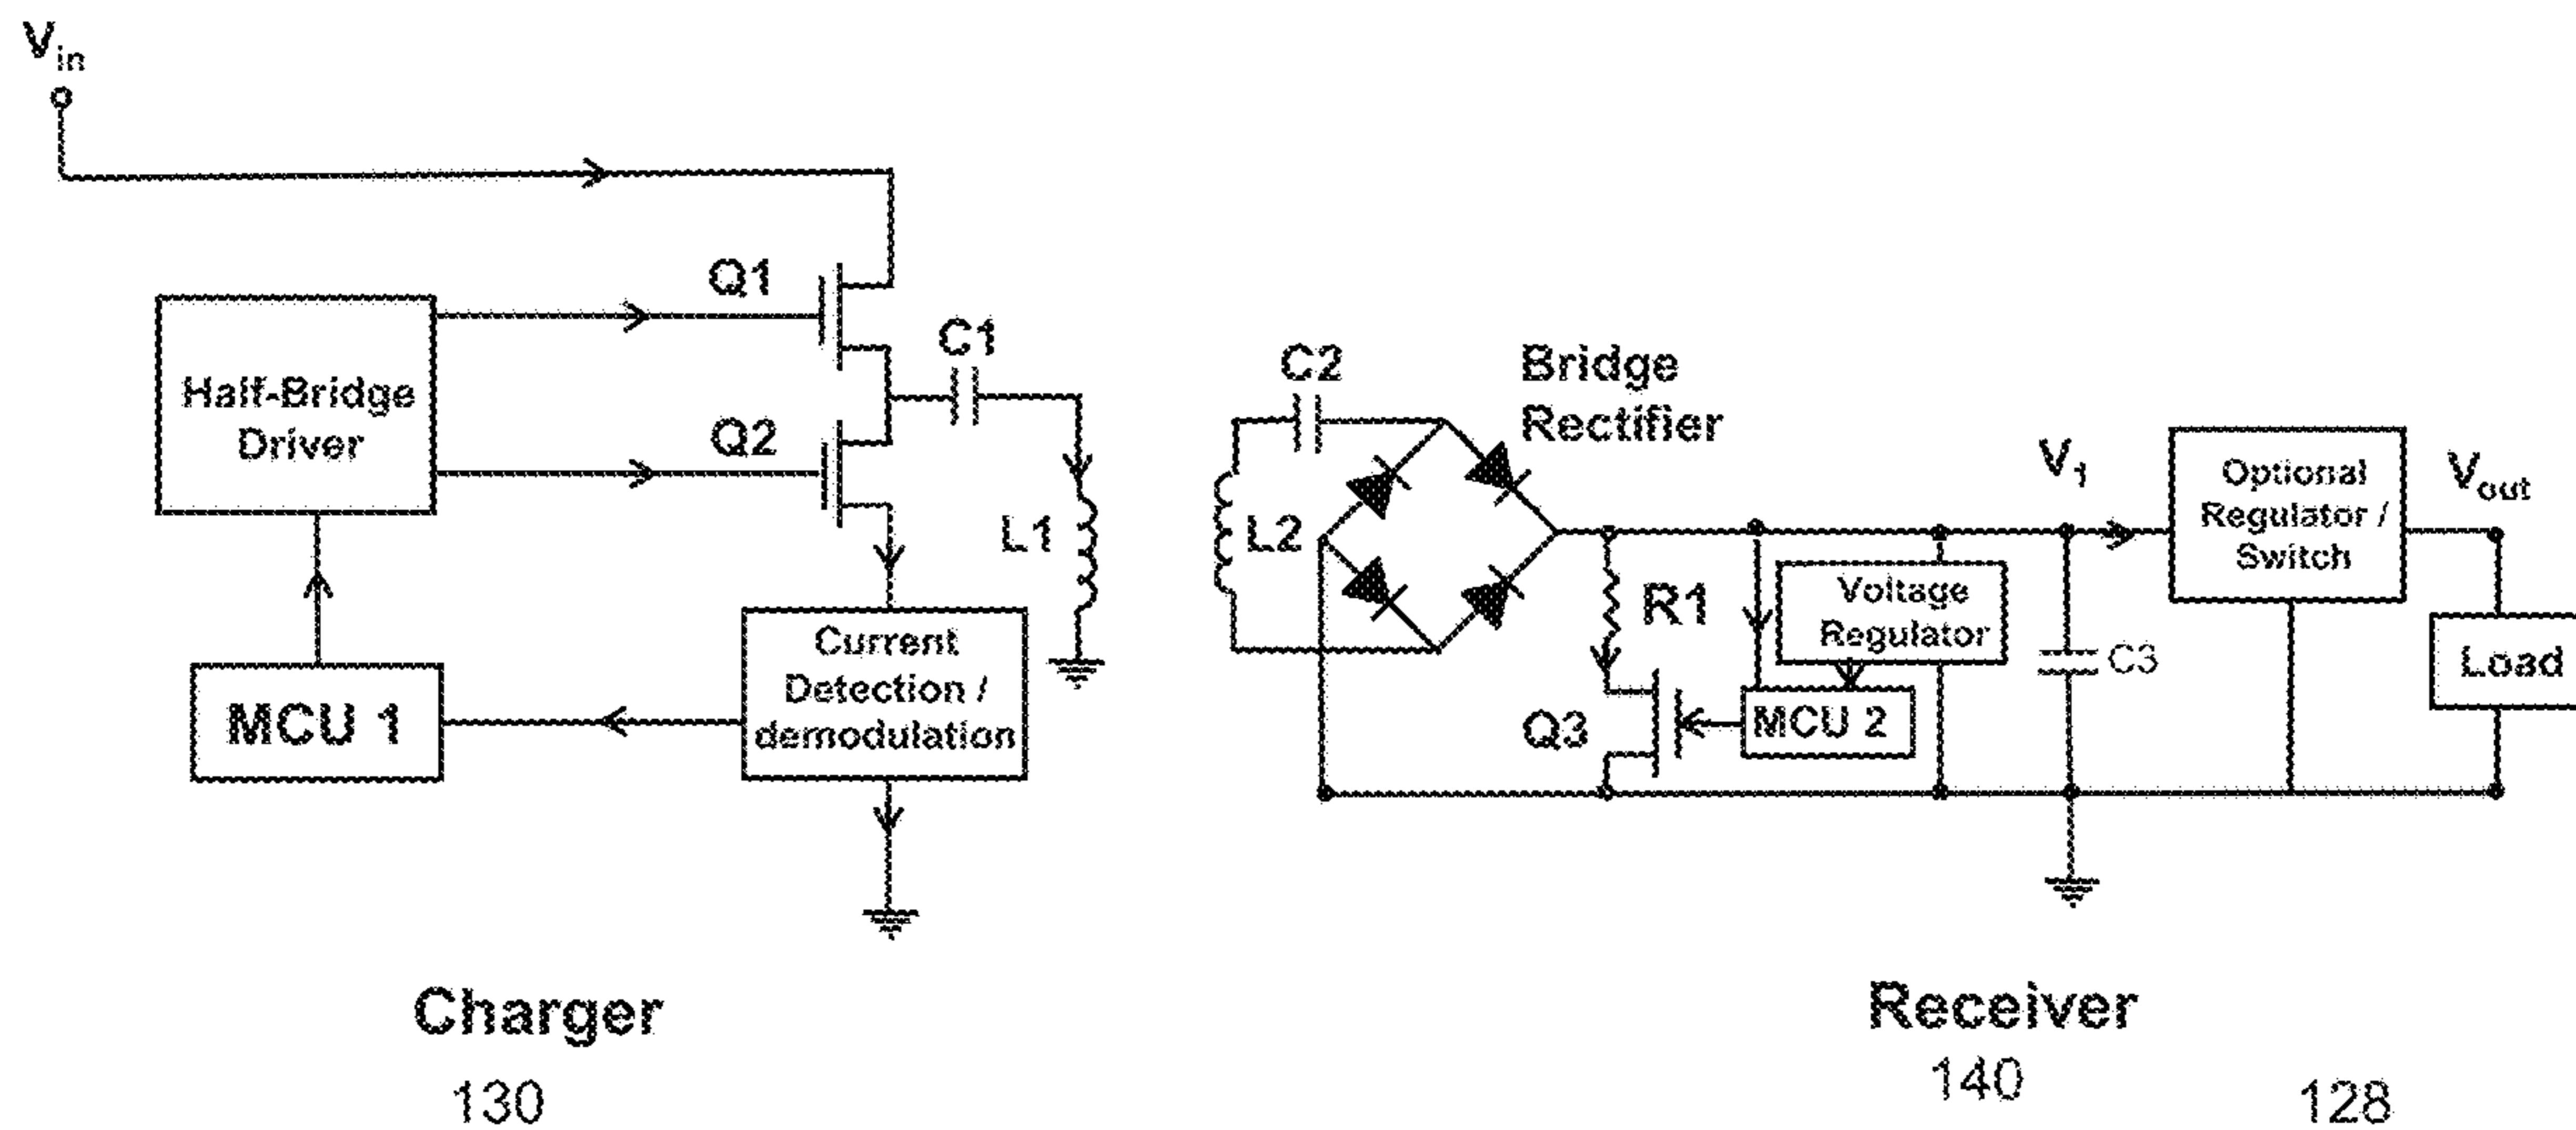 Vin
Q1
Half-Bridge
Driver
C1
Q2
L1
MCU 1
Current
Detection /
demodulation
Charger
130
C2
Bridge
Rectifier
L2
R1
Q3
Voltage
Regulator
MCU 2
V1
C3
Optional
Regulator /
Switch
Vout
Load
Receiver
140
128